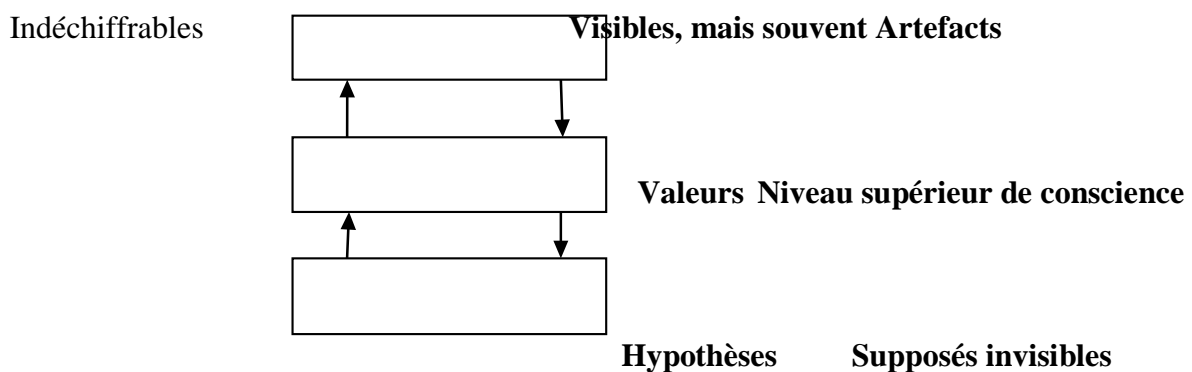 Indéchiffrables Visibles, mais souvent Artefacts
Valeurs Niveau supérieur de conscience
Hypothèses Supposés invisibles